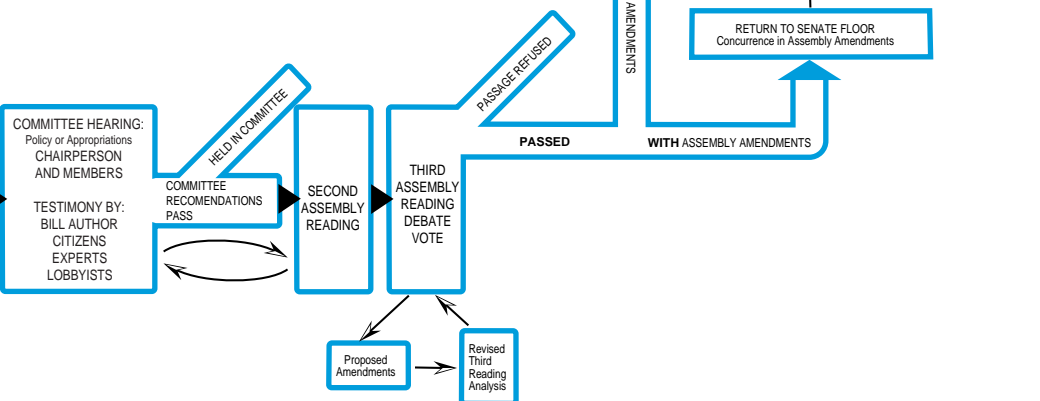 COMMITTEE HEARING:
Policy or Appropriations
CHAIRPERSON
AND MEMBERS
TESTIMONY BY:
BILL AUTHOR
CITIZENS
EXPERTS
LOBBYISTS
HELD IN COMMITTEE
COMMITTEE
RECOMENDATIONS
PASS
SECOND
ASSEMBLY
READING
THIRD
ASSEMBLY
READING
DEBATE
VOTE
PASSAGE REFUSED
PASSED
AMENDMENTS
WITH ASSEMBLY AMENDMENTS
RETURN TO SENATE FLOOR
Concurrence in Assembly Amendments
Proposed
Amendments
Revised
Third
Reading
Analysis